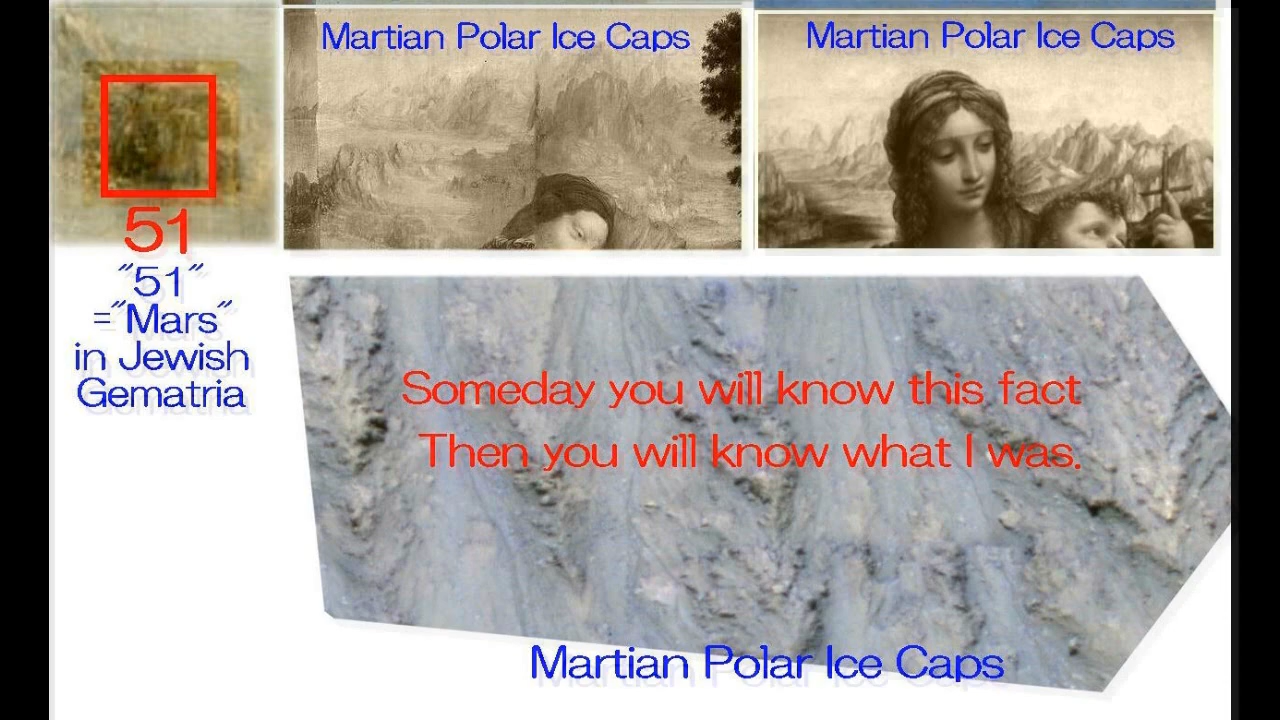 Martian Polar Ice Caps
Martian Polar Ice Caps
51
"51"
="Mars"
in Jewish
Gematria
Someday you will know this fact
Then you will know what I was.
Martian Polar Ice Caps